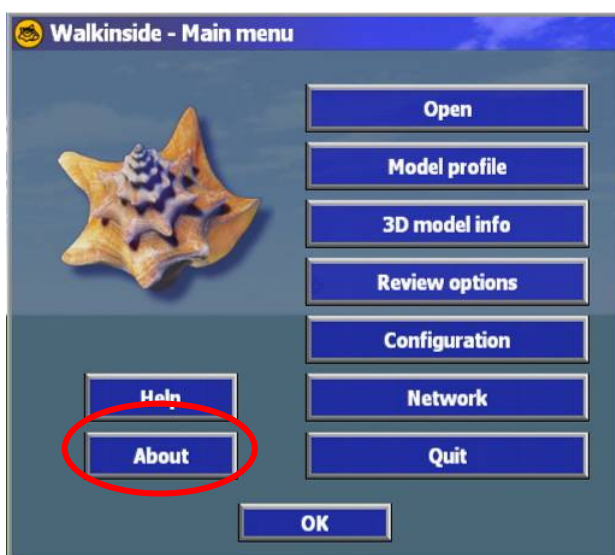 Walkinside - Main menu
Open
Model profile
3D model info
Review options
Configuration
Help
Network
About
Quit
OK